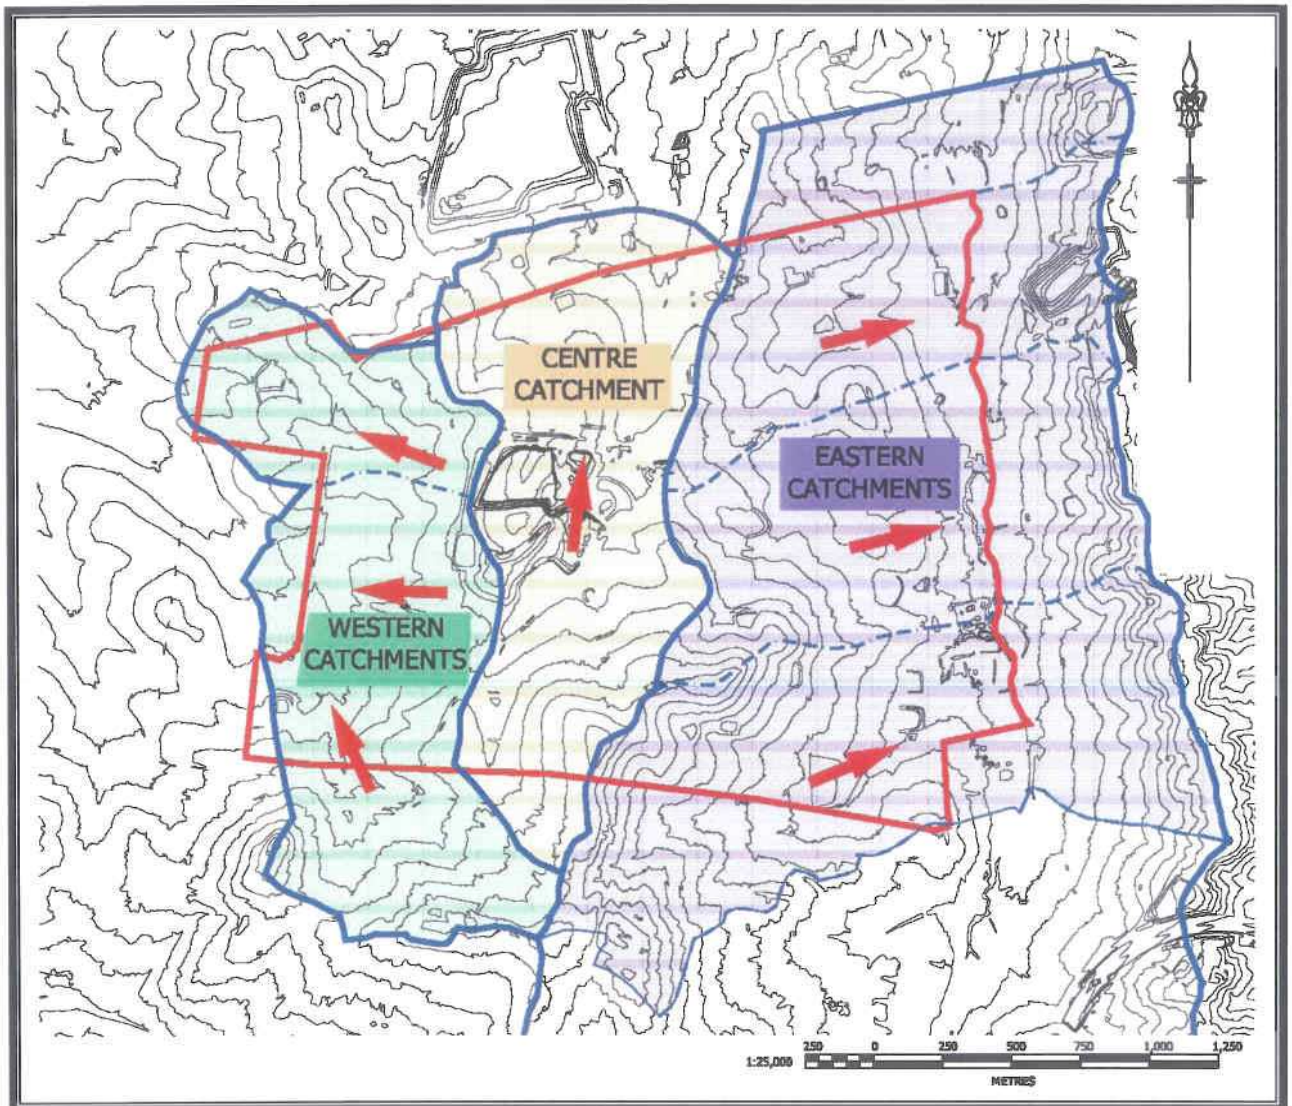 CENTRE
CATCHMENT
EASTERN
CATCHMENTS
WESTERN
CATCHMENTS
250 0 250 500 750 1,000 1,250
1:25,000
METRES